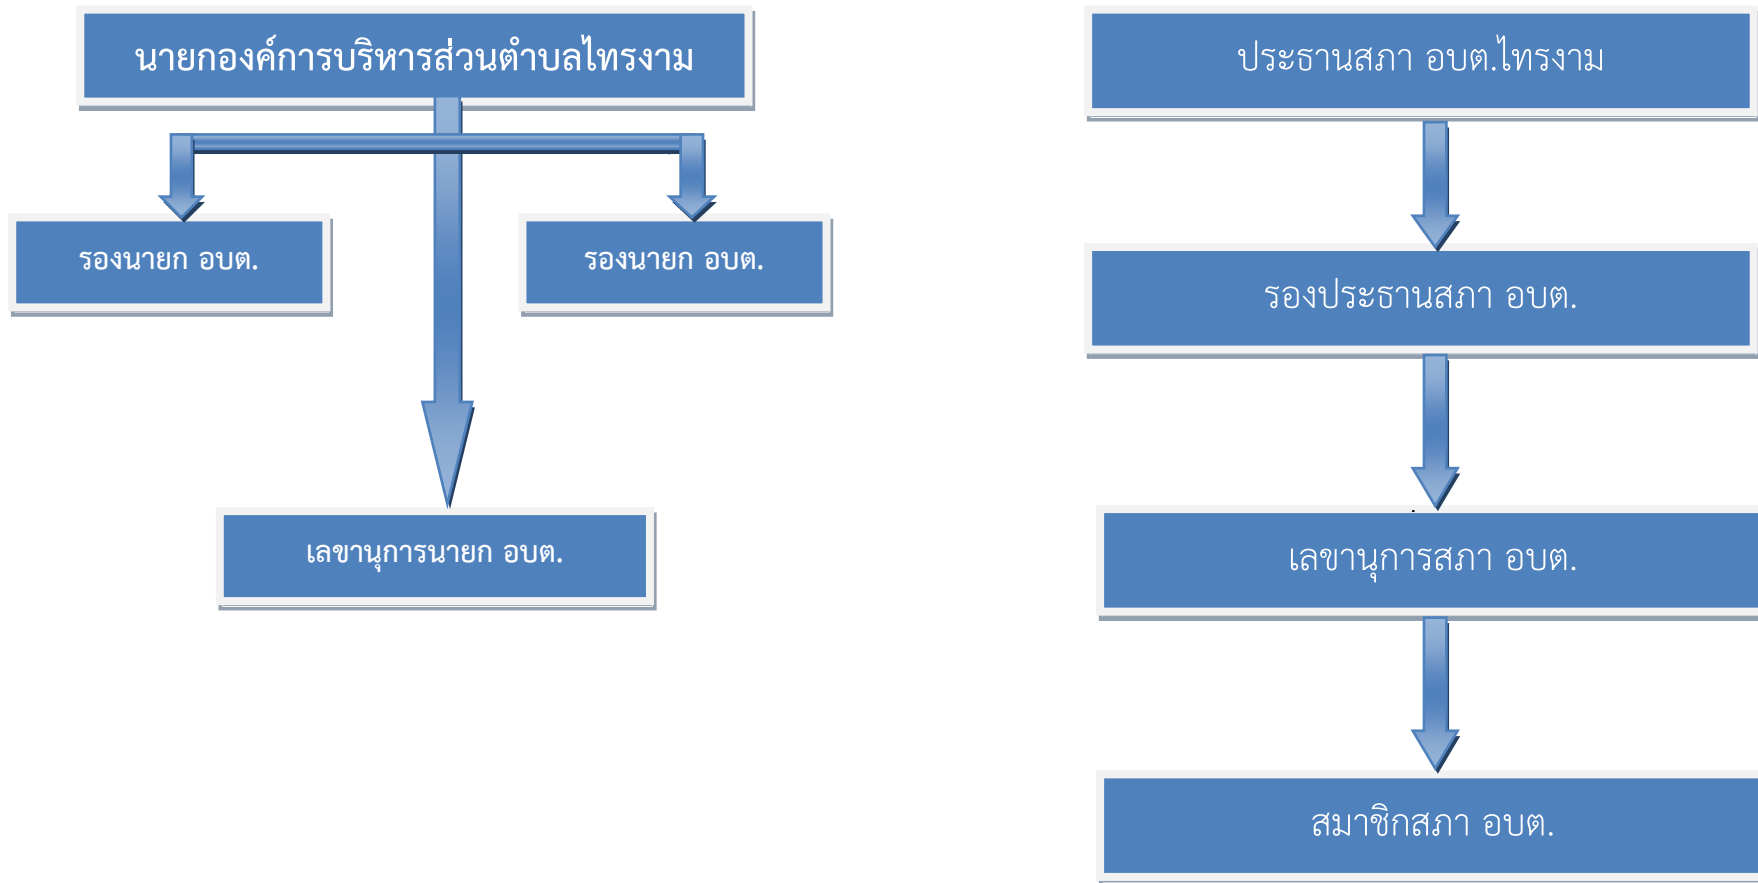 นายกองค์การบริหารส่วนตำบลไทรงาม
รองนายก อบต.
รองนายก อบต.
เลขานุการนายก อบต.
ประธานสภา อบต.ไทรงาม
รองประธานสภา อบต.
เลขานุการสภา อบต.
สมาชิกสภา อบต.